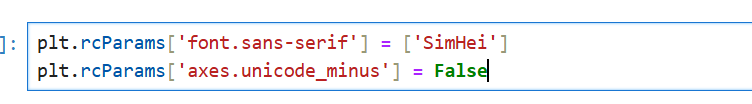 ]: plt.rcParams['font.sans-serif'] = ['SimHei']
plt.rcParams['axes.unicode_minus'] = False